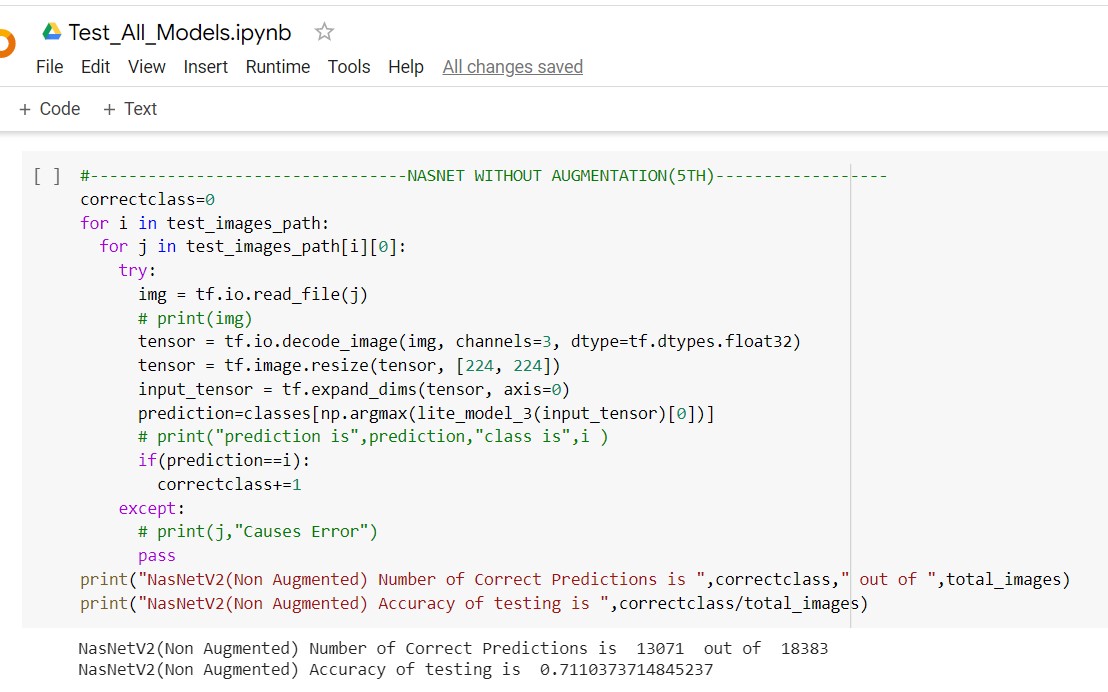 Test_All_Models.ipynb
File Edit View Insert Runtime Tools Help All changes saved
+ Code + Text
[ ] #---------------------------------NASNET WITHOUT AUGMENTATION(5TH)------------------
correctclass=0
for i in test_images_path:
  for j in test_images_path[i][0]:
    try:
      img = tf.io.read_file(j)
      # print(img)
      tensor = tf.io.decode_image(img, channels=3, dtype=tf.dtypes.float32)
      tensor = tf.image.resize(tensor, [224, 224])
      input_tensor = tf.expand_dims(tensor, axis=0)
      prediction=classes[np.argmax(lite_model_3(input_tensor)[0])]
      # print("prediction is",prediction,"class is",i )
      if(prediction==i):
        correctclass+=1
    except:
      # print(j,"Causes Error")
      pass
print("NasNetV2(Non Augmented) Number of Correct Predictions is ",correctclass," out of ",total_images)
print("NasNetV2(Non Augmented) Accuracy of testing is ",correctclass/total_images)
NasNetV2(Non Augmented) Number of Correct Predictions is  13071  out of  18383
NasNetV2(Non Augmented) Accuracy of testing is  0.7110373714845237